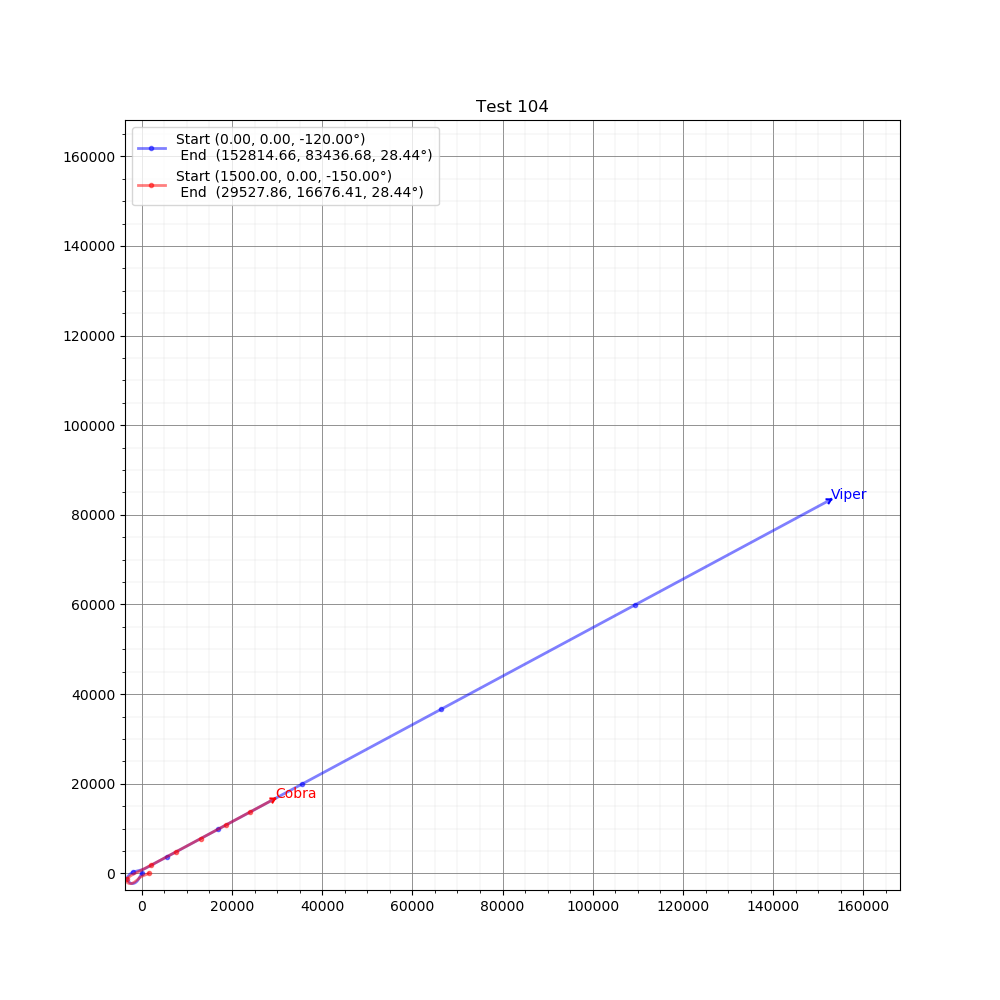 Test 104
Start (0.00, 0.00, -120.00°)
End  (152814.66, 83436.68, 28.44°)
Start (1500.00, 0.00, -150.00°)
End  (29527.86, 16676.41, 28.44°)
160000
140000
120000
100000
80000
60000
40000
20000
0
Viper
Cobra
0 20000 40000 60000 80000 100000 120000 140000 160000